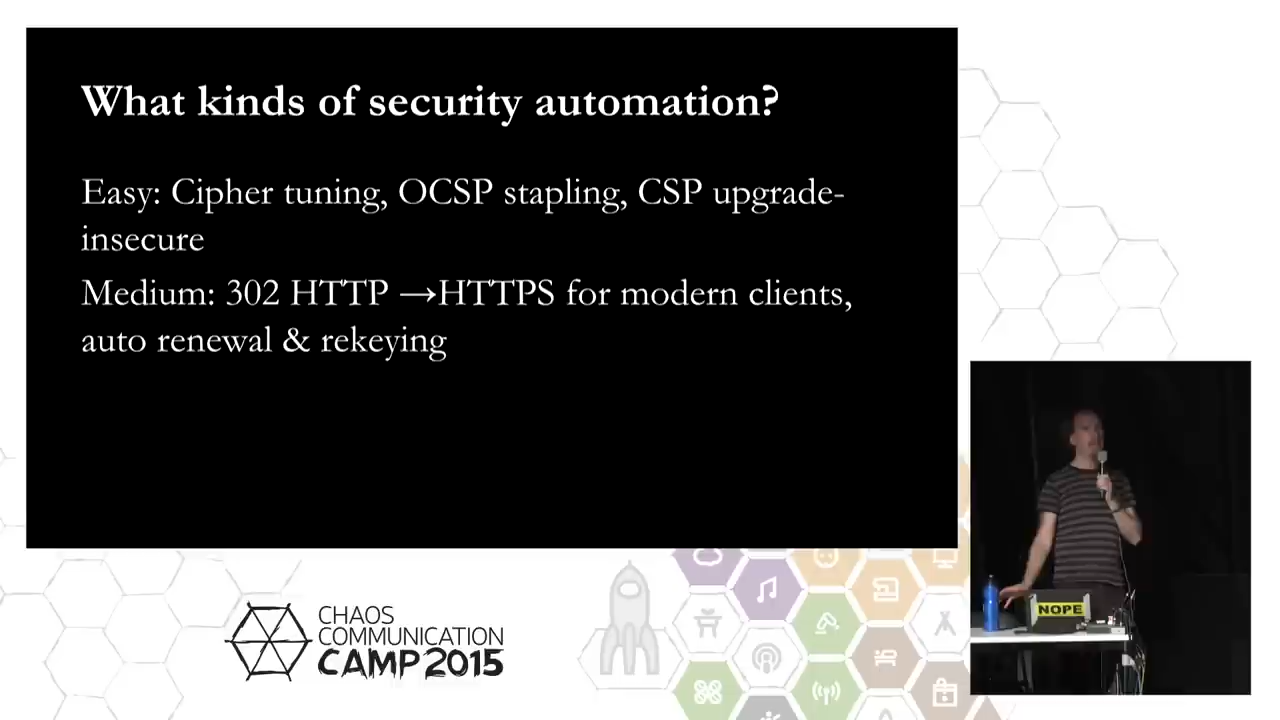 What kinds of security automation?
Easy: Cipher tuning, OCSP stapling, CSP upgrade-
insecure
Medium: 302 HTTP →HTTPS for modern clients,
auto renewal & rekeying
NOPE
CHAOS
COMMUNICATION
CAMP 2015